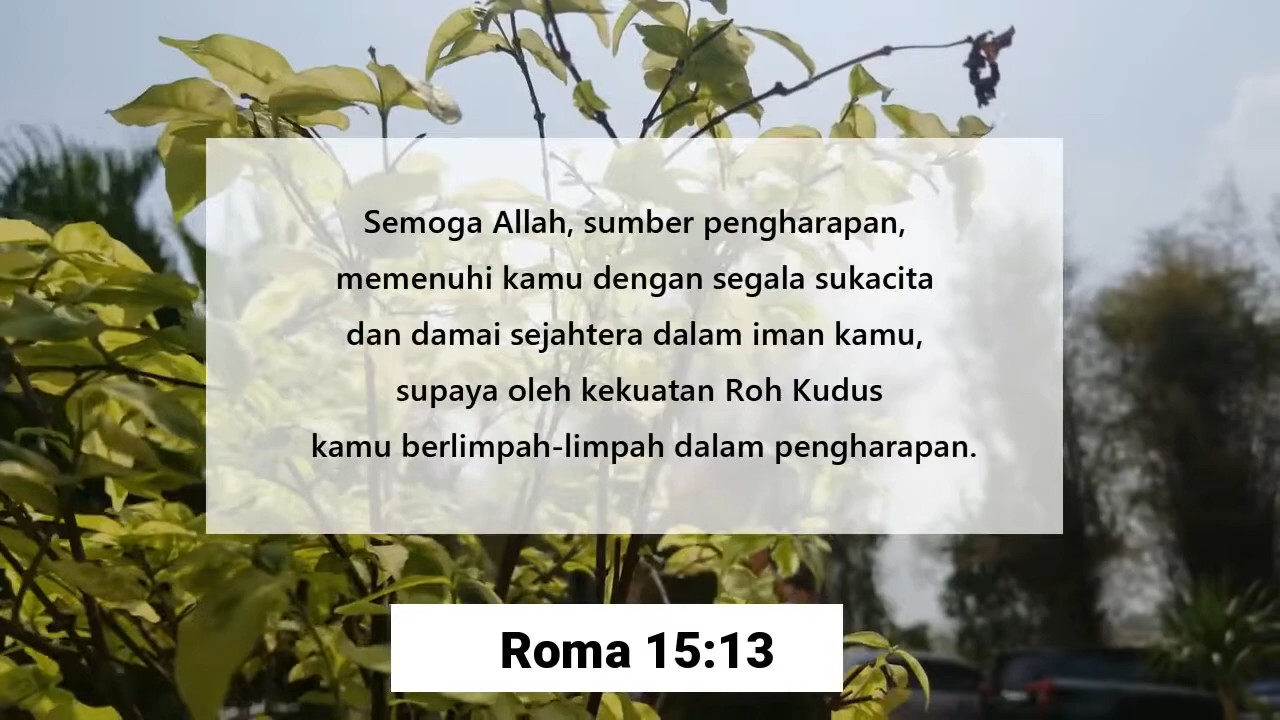 Semoga Allah, sumber pengharapan,
memenuhi kamu dengan segala sukacita
dan damai sejahtera dalam iman kamu,
supaya oleh kekuatan Roh Kudus
kamu berlimpah-limpah dalam pengharapan.
Roma 15:13